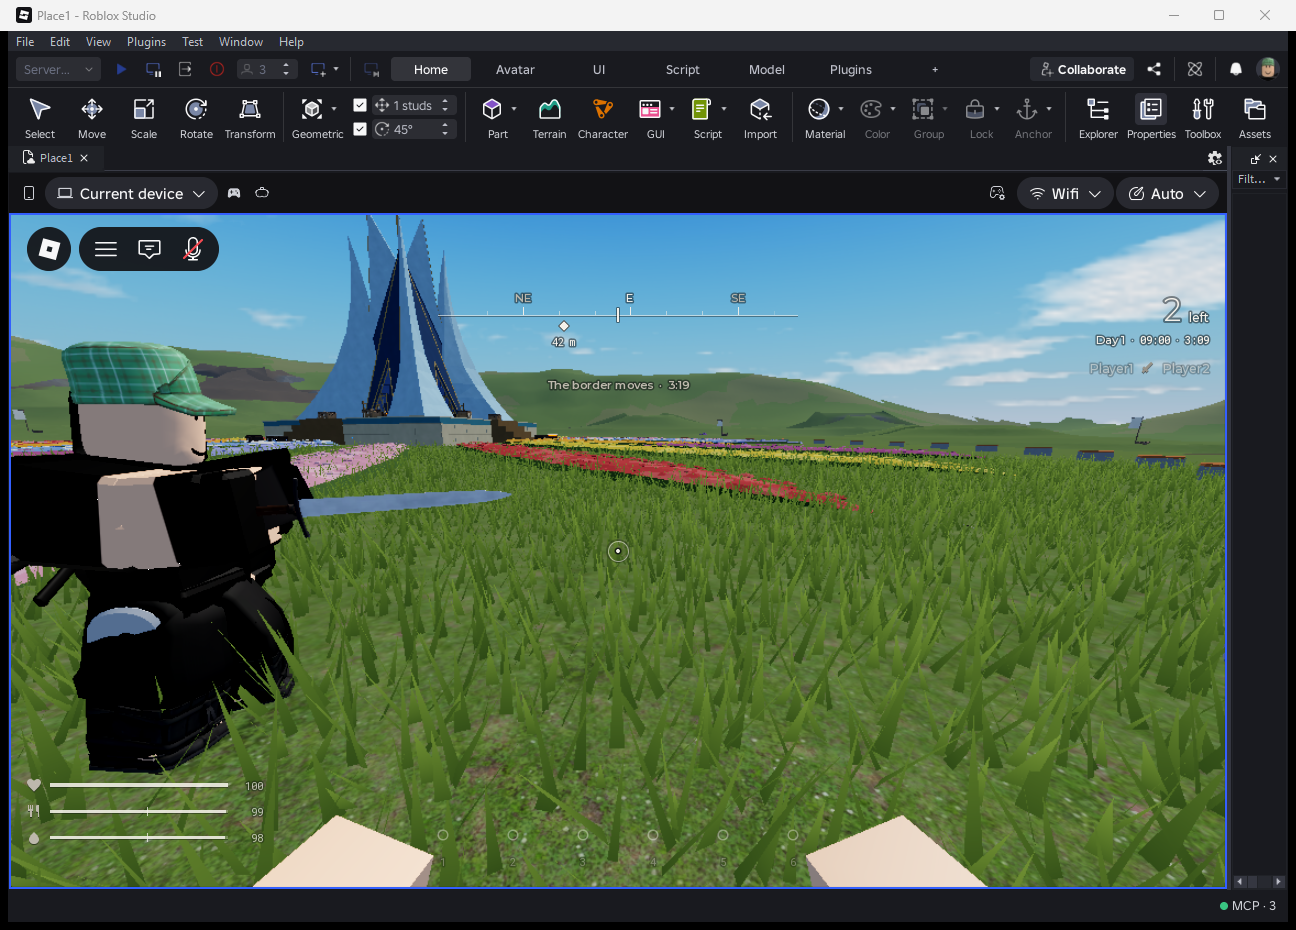 Place1 - Roblox Studio
File Edit View Plugins Test Window Help
Server... 3 Home Avatar UI Script Model Plugins + Collaborate
1 studs
45°
Select Move Scale Rotate Transform Geometric Part Terrain Character GUI Script Import Material Color Group Lock Anchor Explorer Properties Toolbox Assets
Place1
Filt...
Current device Wifi Auto
NE E SE
42 m
2 left
Day 1 · 09:00 · 3:09
Player1 Player2
The border moves · 3:19
100
99
98
1 2 3 4 5 6
MCP · 3